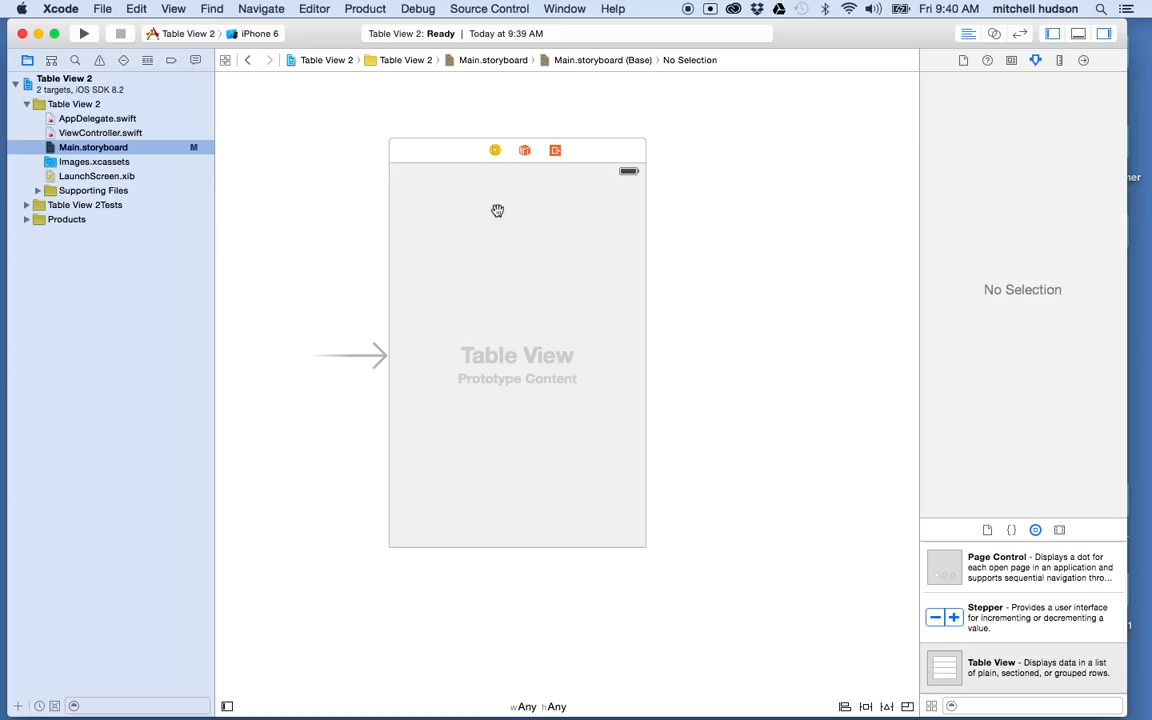 Xcode File Edit View Find Navigate Editor Product Debug Source Control Window Help Fri 9:40 AM mitchell hudson
Table View 2 iPhone 6 Table View 2: Ready Today at 9:39 AM
Table View 2 Table View 2 Main.storyboard Main.storyboard (Base) No Selection
Table View 2
2 targets, iOS SDK 8.2
Table View 2
AppDelegate.swift
ViewController.swift
Main.storyboard M
Images.xcassets
LaunchScreen.xib
Supporting Files
Table View 2Tests
Products
Table View
Prototype Content
No Selection
Page Control - Displays a dot for
each open page in an application and
supports sequential navigation thro...
Stepper - Provides a user interface
for incrementing or decrementing a
value.
Table View - Displays data in a list
of plain, sectioned, or grouped rows.
wAny hAny
ner
1